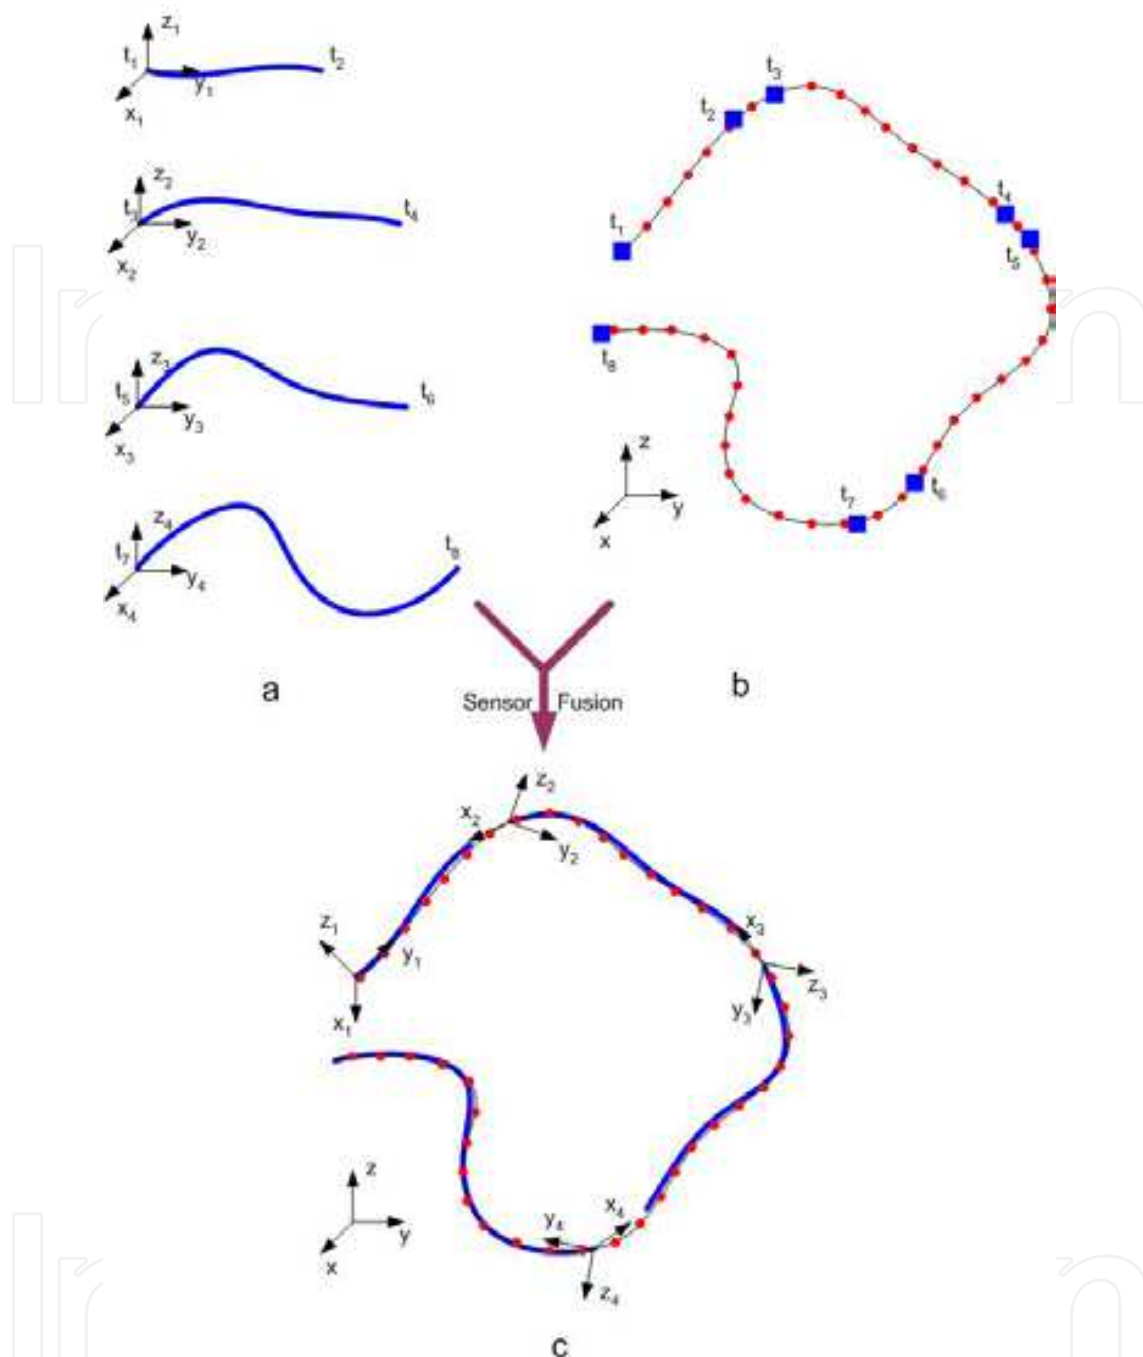 z₁
t₁
t₂
y₁
x₁
z₂
t₃
t₄
y₂
x₂
z₃
t₅
t₆
y₃
x₃
z₄
t₇
t₈
y₄
x₄
a
t₃
t₂
t₁
t₄
t₅
t₈
z
y
x
t₇
t₆
b
Sensor Fusion
z₂
x₂
y₂
z₁
y₁
x₁
x₃
z₃
y₃
z
y
x
y₄
x₄
z₄
c